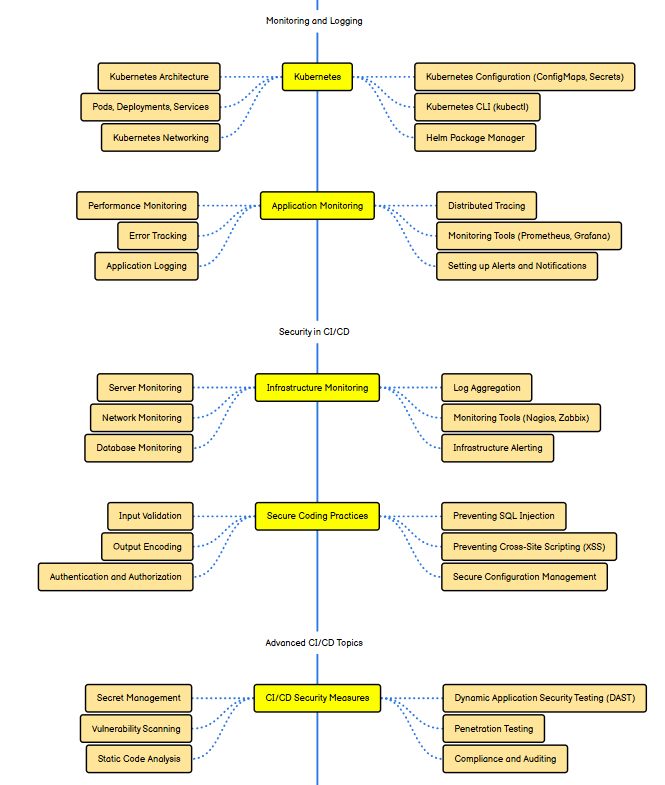 Monitoring and Logging
Kubernetes Architecture
Kubernetes
Kubernetes Configuration (ConfigMaps, Secrets)
Pods, Deployments, Services
Kubernetes CLI (kubectl)
Kubernetes Networking
Helm Package Manager
Performance Monitoring
Application Monitoring
Distributed Tracing
Error Tracking
Monitoring Tools (Prometheus, Grafana)
Application Logging
Setting up Alerts and Notifications
Security in CI/CD
Server Monitoring
Infrastructure Monitoring
Log Aggregation
Network Monitoring
Monitoring Tools (Nagios, Zabbix)
Database Monitoring
Infrastructure Alerting
Input Validation
Secure Coding Practices
Preventing SQL Injection
Output Encoding
Preventing Cross-Site Scripting (XSS)
Authentication and Authorization
Secure Configuration Management
Advanced CI/CD Topics
Secret Management
CI/CD Security Measures
Dynamic Application Security Testing (DAST)
Vulnerability Scanning
Penetration Testing
Static Code Analysis
Compliance and Auditing